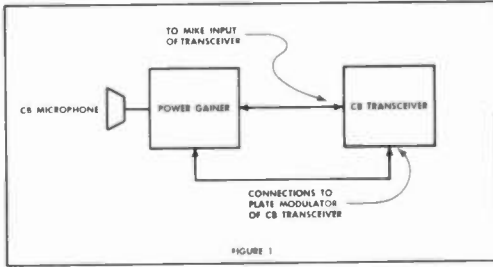 TO MIKE INPUT
OF TRANSCEIVER
CB MICROPHONE
POWER GAINER
CB TRANSCEIVER
CONNECTIONS TO
PLATE MODULATOR
OF CB TRANSCEIVER
FIGURE 1